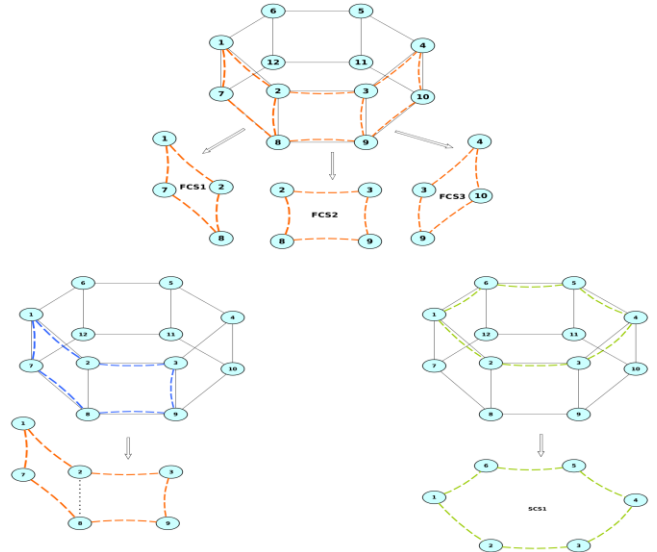 6 5
1 4
12 11
2 3
7 10
8 9
1 4
7 FCS1 2 2 3 3 FCS3 10
FCS2
8 8 9 9
6 5 6 5
1 4 1 4
12 11 12 11
7 2 3 10 7 2 3 10
8 9 8 9
1
7 2 3 6 5
1 SCS1 4
8 9
2 3